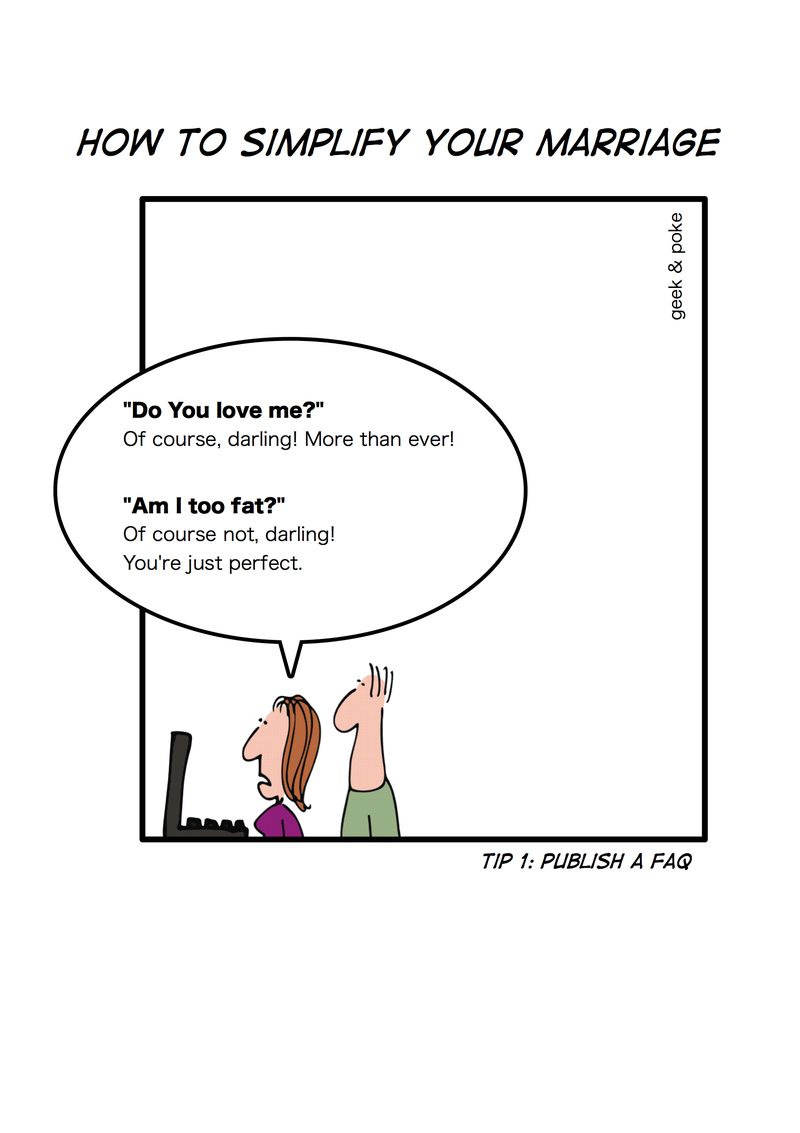 HOW TO SIMPLIFY YOUR MARRIAGE
geek & poke
"Do You love me?"
Of course, darling! More than ever!
"Am I too fat?"
Of course not, darling!
You're just perfect.
TIP 1: PUBLISH A FAQ